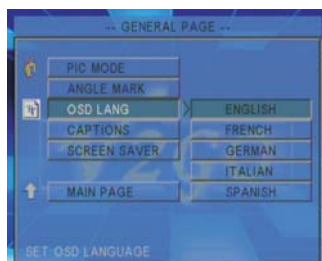 -- GENERAL PAGE --
PIC MODE
ANGLE MARK
OSD LANG ENGLISH
CAPTIONS FRENCH
SCREEN SAVER GERMAN
ITALIAN
MAIN PAGE SPANISH
SET OSD LANGUAGE